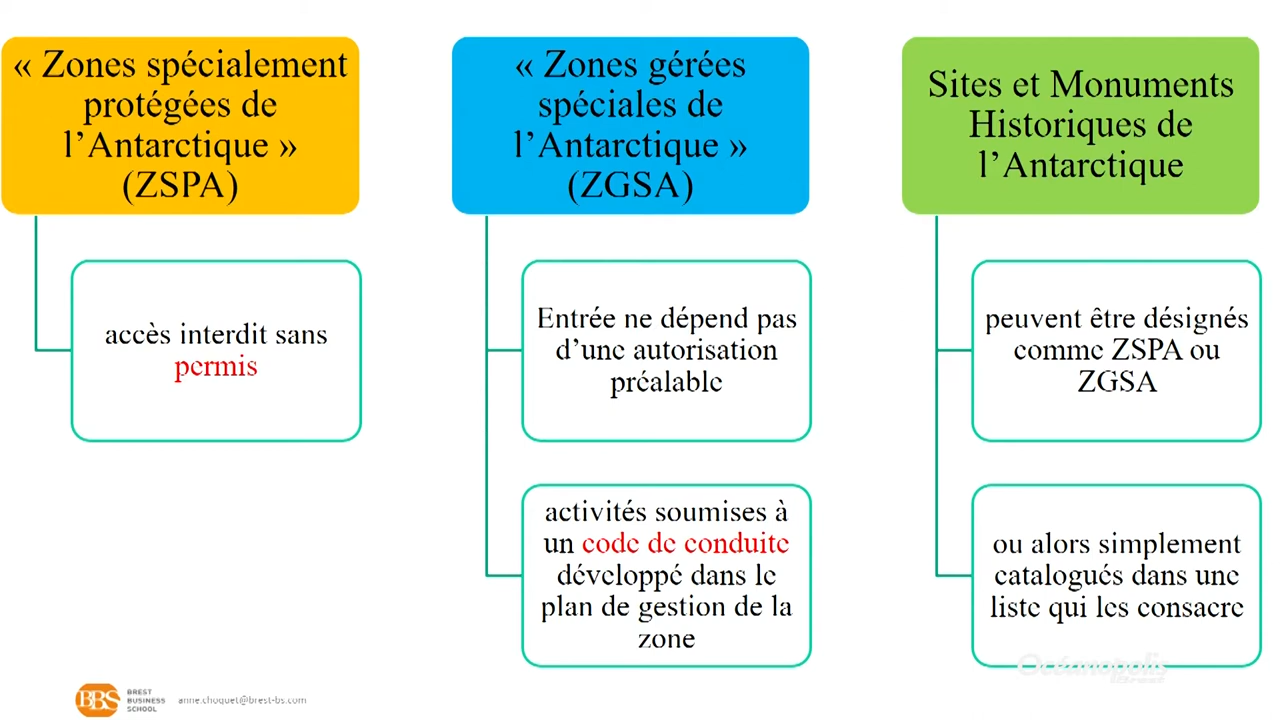 « Zones spécialement
protégées de
l’Antarctique »
(ZSPA)
accès interdit sans
permis
« Zones gérées
spéciales de
l’Antarctique »
(ZGSA)
Entrée ne dépend pas
d’une autorisation
préalable
activités soumises à
un code de conduite
développé dans le
plan de gestion de la
zone
Sites et Monuments
Historiques de
l’Antarctique
peuvent être désignés
comme ZSPA ou
ZGSA
ou alors simplement
catalogués dans une
liste qui les consacre
Océanopolis
Brest
BBS
BREST
BUSINESS
SCHOOL
anne.choquet@brest-bs.com